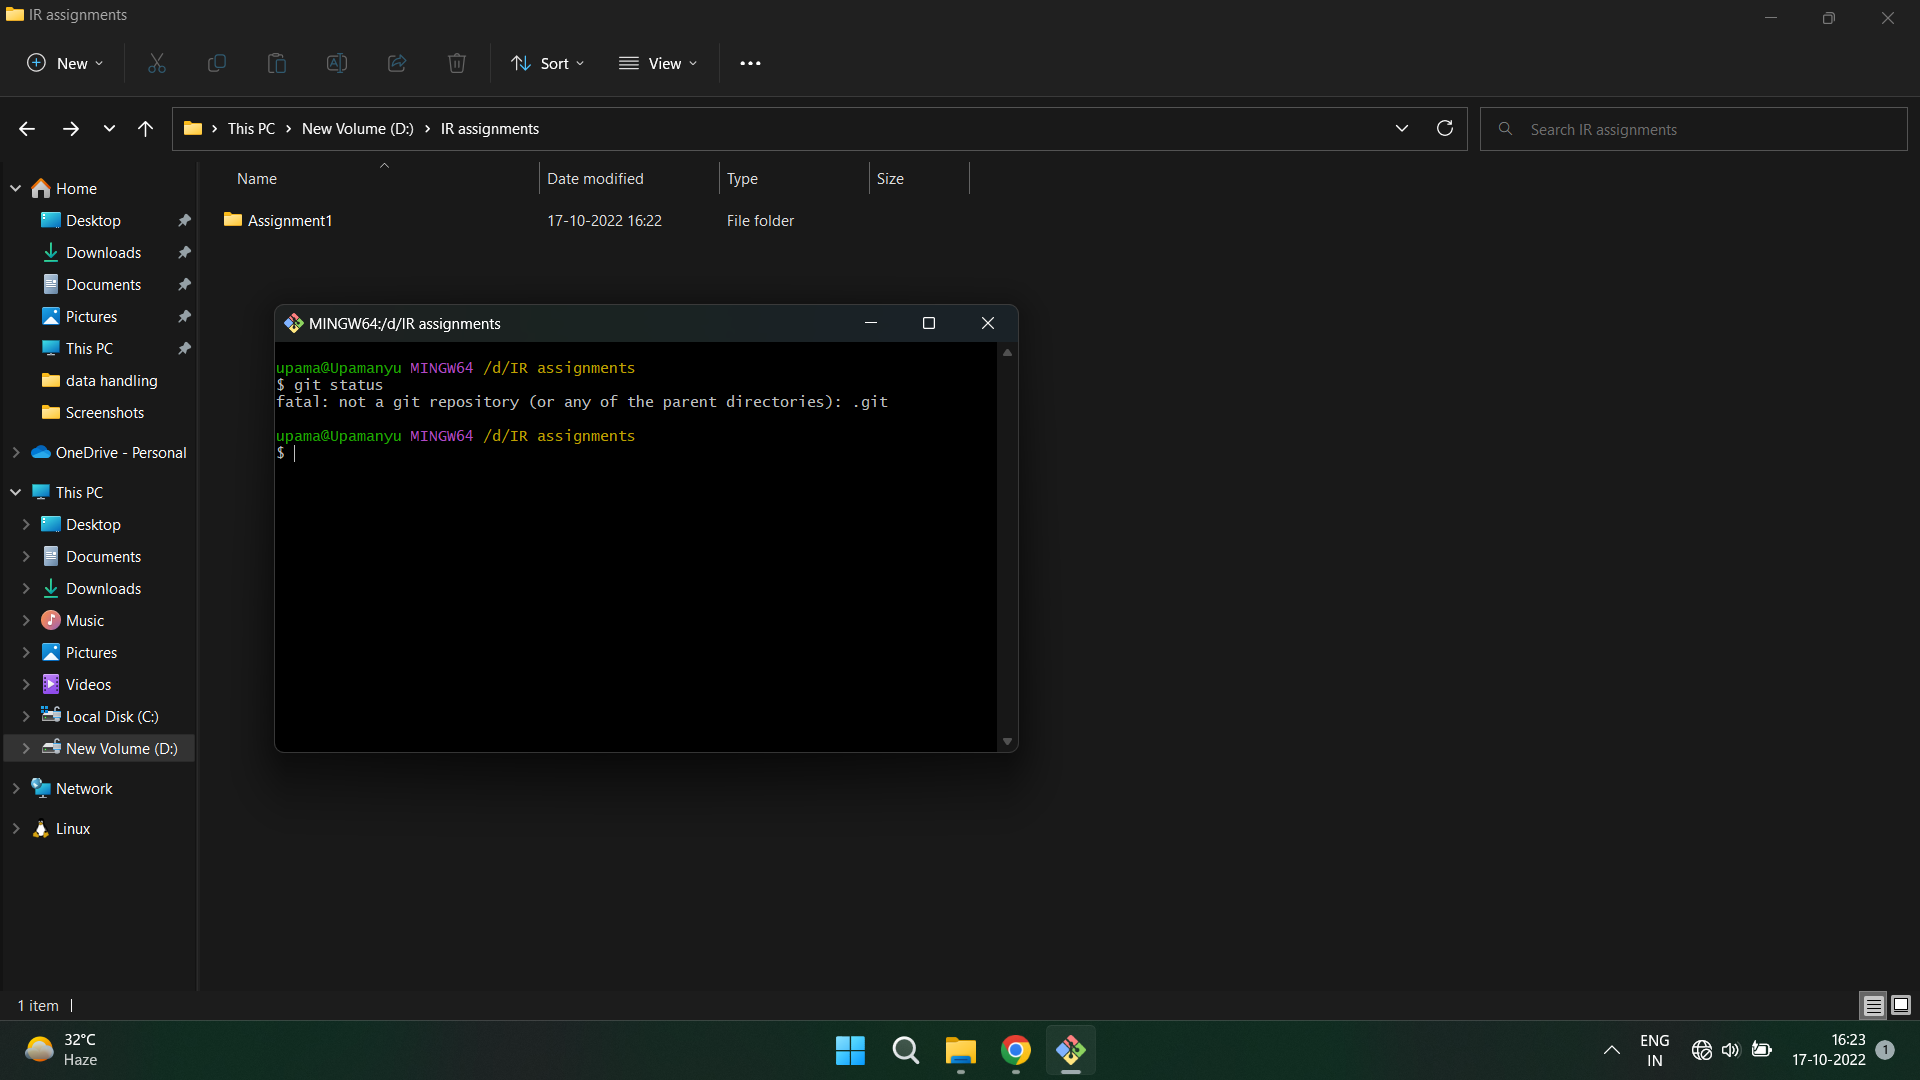 IR assignments
New
Sort
View
This PC
New Volume (D:)
IR assignments
Search IR assignments
Name
Date modified
Type
Size
Assignment1
17-10-2022 16:22
File folder
Home
Desktop
Downloads
Documents
Pictures
This PC
data handling
Screenshots
OneDrive - Personal
This PC
Desktop
Documents
Downloads
Music
Pictures
Videos
Local Disk (C:)
New Volume (D:)
Network
Linux
MINGW64:/d/IR assignments
upama@Upamanyu MINGW64 /d/IR assignments
$ git status
fatal: not a git repository (or any of the parent directories): .git
upama@Upamanyu MINGW64 /d/IR assignments
$
1 item
32°C
Haze
ENG
IN
16:23
17-10-2022
1